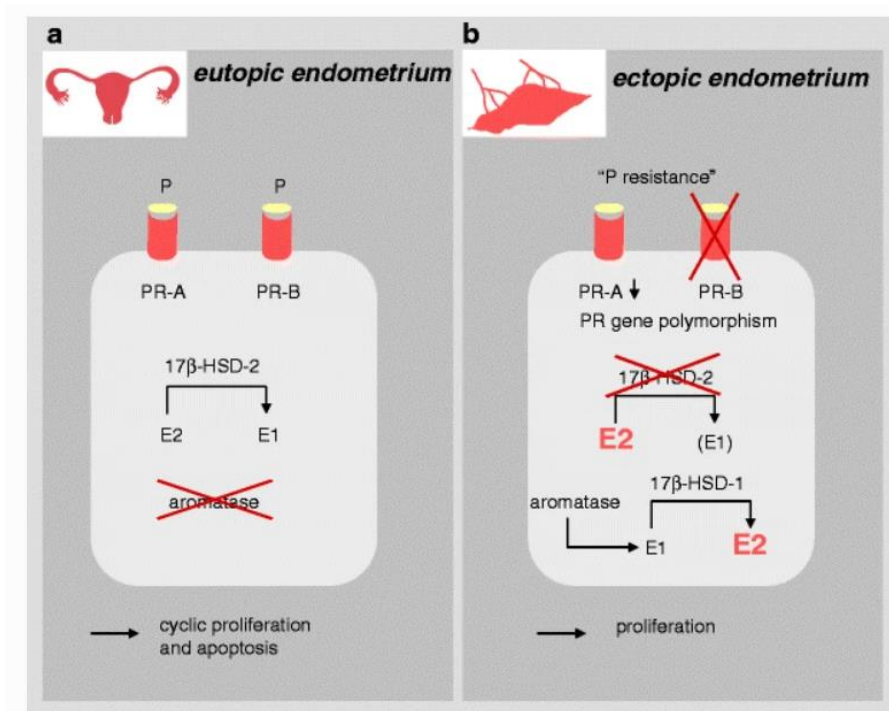 a
eutopic endometrium
P P
PR-A PR-B
17β-HSD-2
E2 E1
aromatase
cyclic proliferation
and apoptosis
b
ectopic endometrium
"P resistance"
PR-A PR-B
PR gene polymorphism
17β-HSD-2
E2 (E1)
17β-HSD-1
aromatase
E1 E2
proliferation